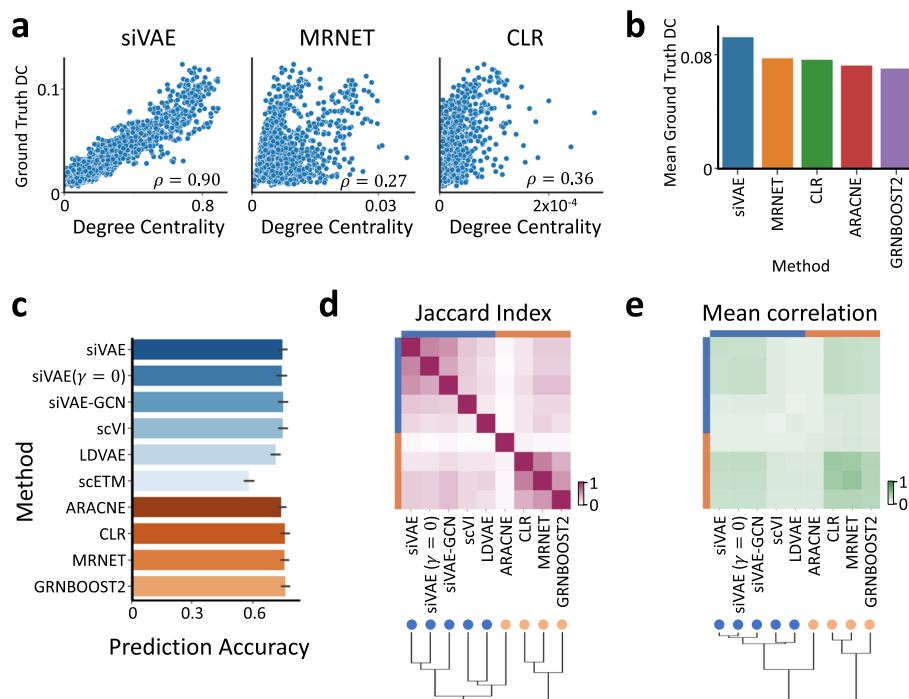 a
siVAE
MRNET
CLR
Ground Truth DC
0.1
ρ = 0.90
ρ = 0.27
ρ = 0.36
0
0.8
0
0.03
0
2x10⁻⁴
Degree Centrality
Degree Centrality
Degree Centrality
b
Mean Ground Truth DC
0.08
0
siVAE
MRNET
CLR
ARACNE
GRNBOOST2
Method
c
Method
siVAE
siVAE(γ = 0)
siVAE-GCN
scVI
LDVAE
scETM
ARACNE
CLR
MRNET
GRNBOOST2
0
0.6
Prediction Accuracy
d
Jaccard Index
1
0
siVAE
siVAE (γ = 0)
siVAE-GCN
scVI
LDVAE
ARACNE
CLR
MRNET
GRNBOOST2
e
Mean correlation
1
0
siVAE
siVAE (γ = 0)
siVAE-GCN
scVI
LDVAE
ARACNE
CLR
MRNET
GRNBOOST2